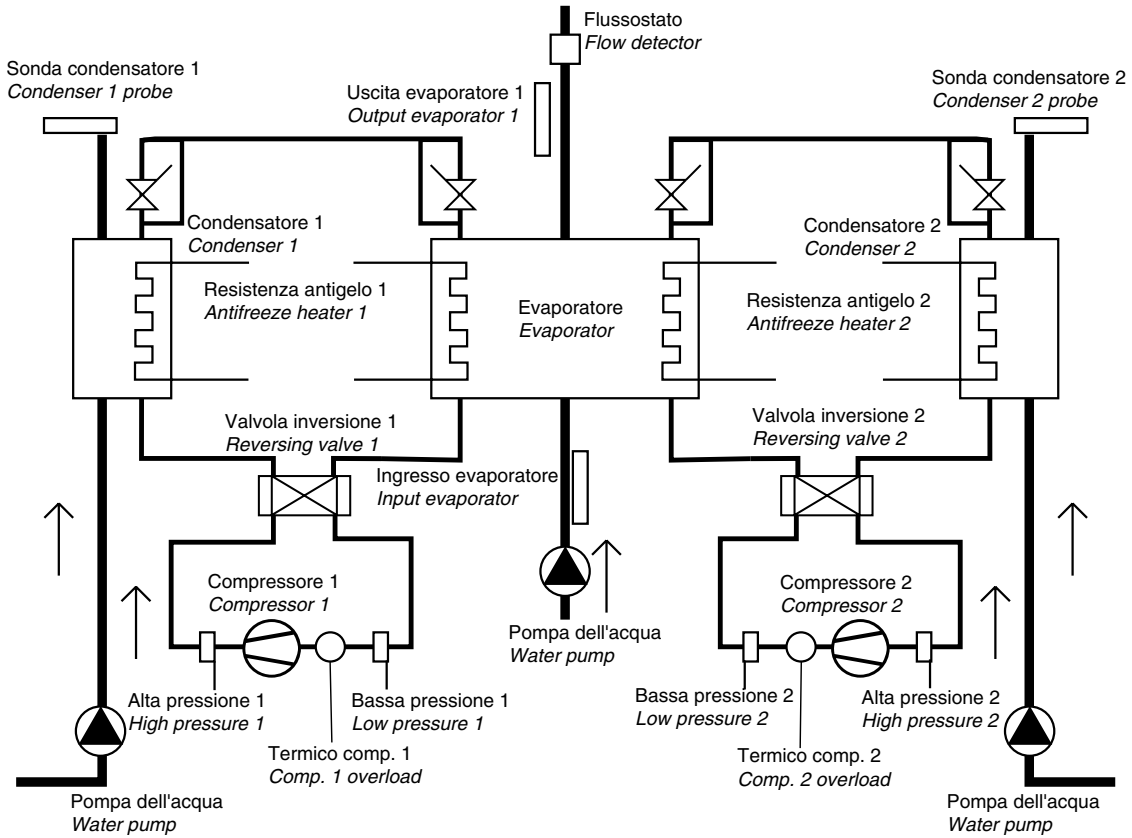 Flussostato
Flow detector
Sonda condensatore 1
Condenser 1 probe
Uscita evaporatore 1
Output evaporator 1
Sonda condensatore 2
Condenser 2 probe
Condensatore 1
Condenser 1
Condensatore 2
Condenser 2
Resistenza antigelo 1
Antifreeze heater 1
Evaporatore
Evaporator
Resistenza antigelo 2
Antifreeze heater 2
Valvola inversione 1
Reversing valve 1
Valvola inversione 2
Reversing valve 2
Ingresso evaporatore
Input evaporator
Compressore 1
Compressor 1
Compressore 2
Compressor 2
Pompa dell'acqua
Water pump
Alta pressione 1
High pressure 1
Bassa pressione 1
Low pressure 1
Bassa pressione 2
Low pressure 2
Alta pressione 2
High pressure 2
Termico comp. 1
Comp. 1 overload
Termico comp. 2
Comp. 2 overload
Pompa dell'acqua
Water pump
Pompa dell'acqua
Water pump